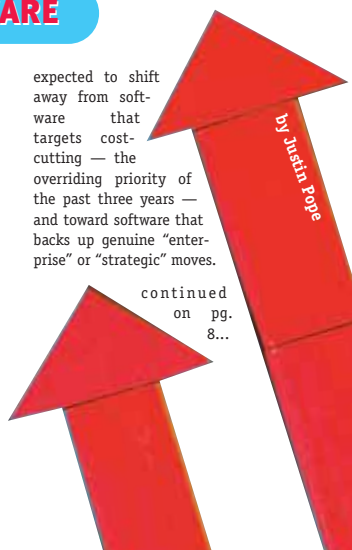 ARE
by Justin Pope
expected to shift
away from soft-
ware that
targets cost-
cutting — the
overriding priority of
the past three years —
and toward software that
backs up genuine “enter-
prise” or “strategic” moves.
continued
on pg.
8...